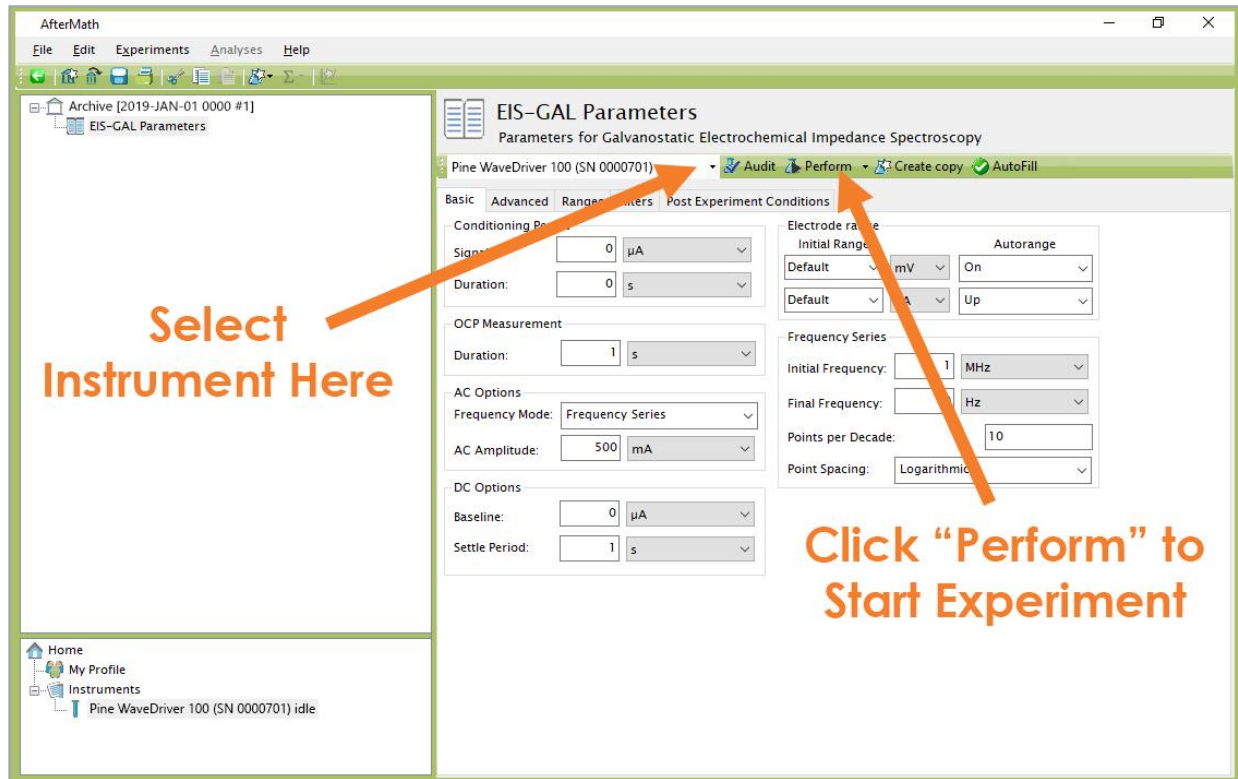 AfterMath
File Edit Experiments Analyses Help
Archive [2019-JAN-01 0000 #1]
EIS-GAL Parameters
EIS-GAL Parameters
Parameters for Galvanostatic Electrochemical Impedance Spectroscopy
Pine WaveDriver 100 (SN 0000701) Audit Perform Create copy AutoFill
Basic Advanced Ranges Post Experiment Conditions
Conditioning
0 µA
Duration: 0 s
OCP Measurement
Duration: 1 s
AC Options
Frequency Mode: Frequency Series
AC Amplitude: 500 mA
DC Options
Baseline: 0 µA
Settle Period: 1 s
Electrode range
Initial Range Autorange
Default mV On
Default Up
Frequency Series
Initial Frequency: 1 MHz
Final Frequency: Hz
Points per Decade: 10
Point Spacing: Logarithmic
Select
Instrument Here
Click “Perform” to
Start Experiment
Home
My Profile
Instruments
Pine WaveDriver 100 (SN 0000701) idle